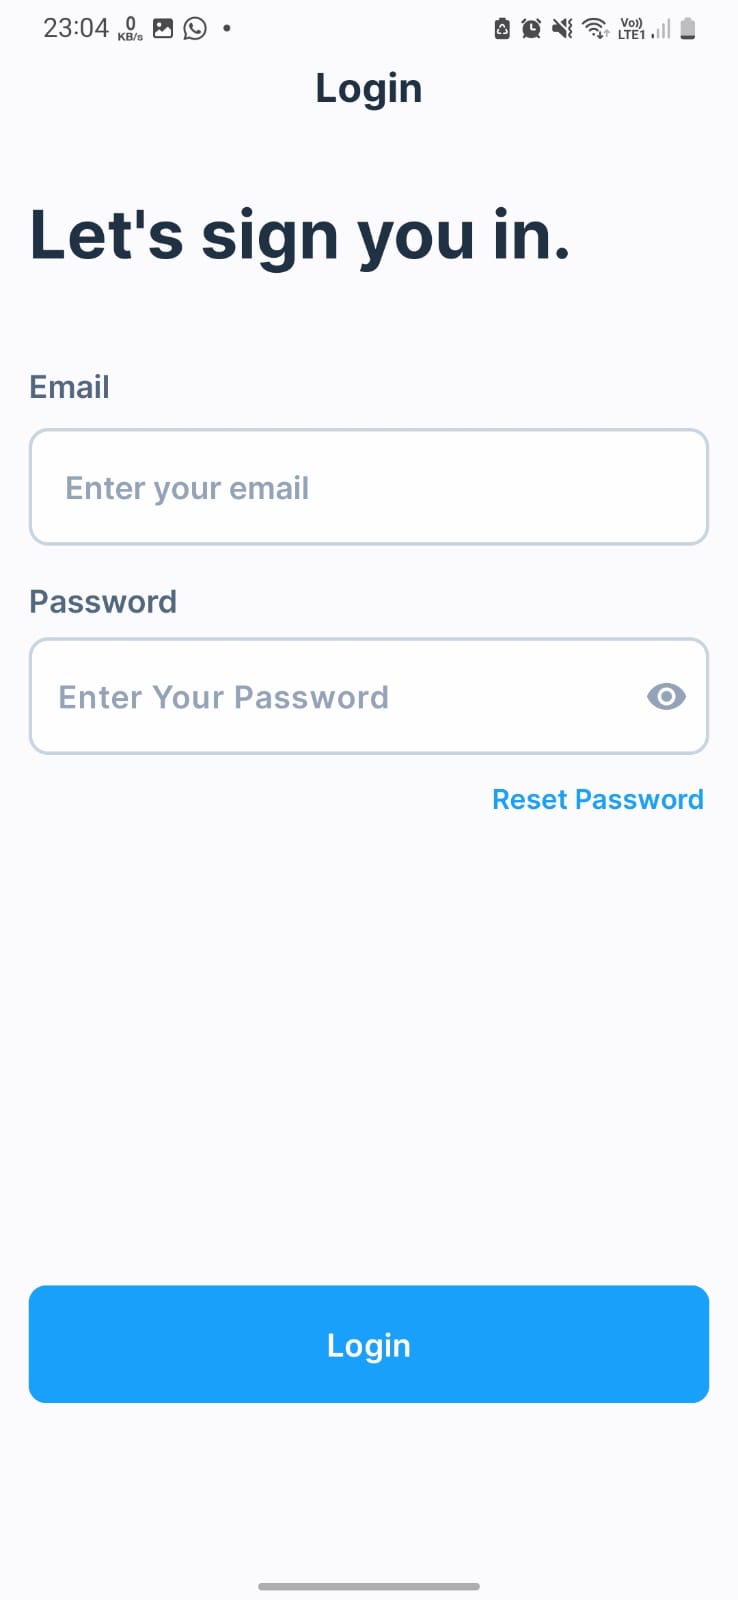 23:04 0 KB/s Vo)) LTE1
Login
Let's sign you in.
Email
Enter your email
Password
Enter Your Password
Reset Password
Login